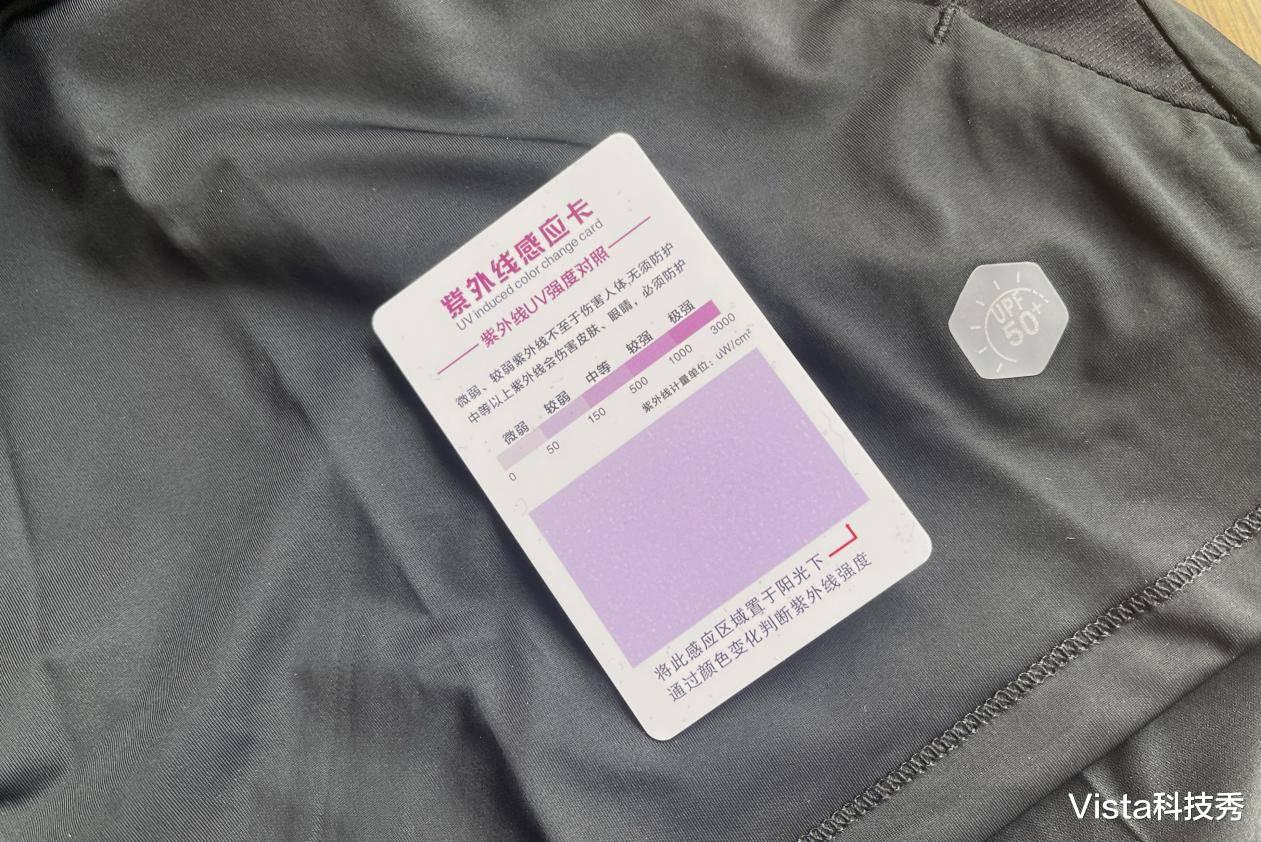 紫外线感应卡
UV induced color change card
紫外线UV强度对照
微弱、较弱紫外线不至于伤害人体,无须防护
中等以上紫外线会伤害皮肤、眼睛，必须防护
微弱 较弱 中等 较强 极强
0 50 150 500 1000 3000
紫外线计量单位：uW/cm²
将此感应区域置于阳光下
通过颜色变化判断紫外线强度
UPF
50+
Vista科技秀